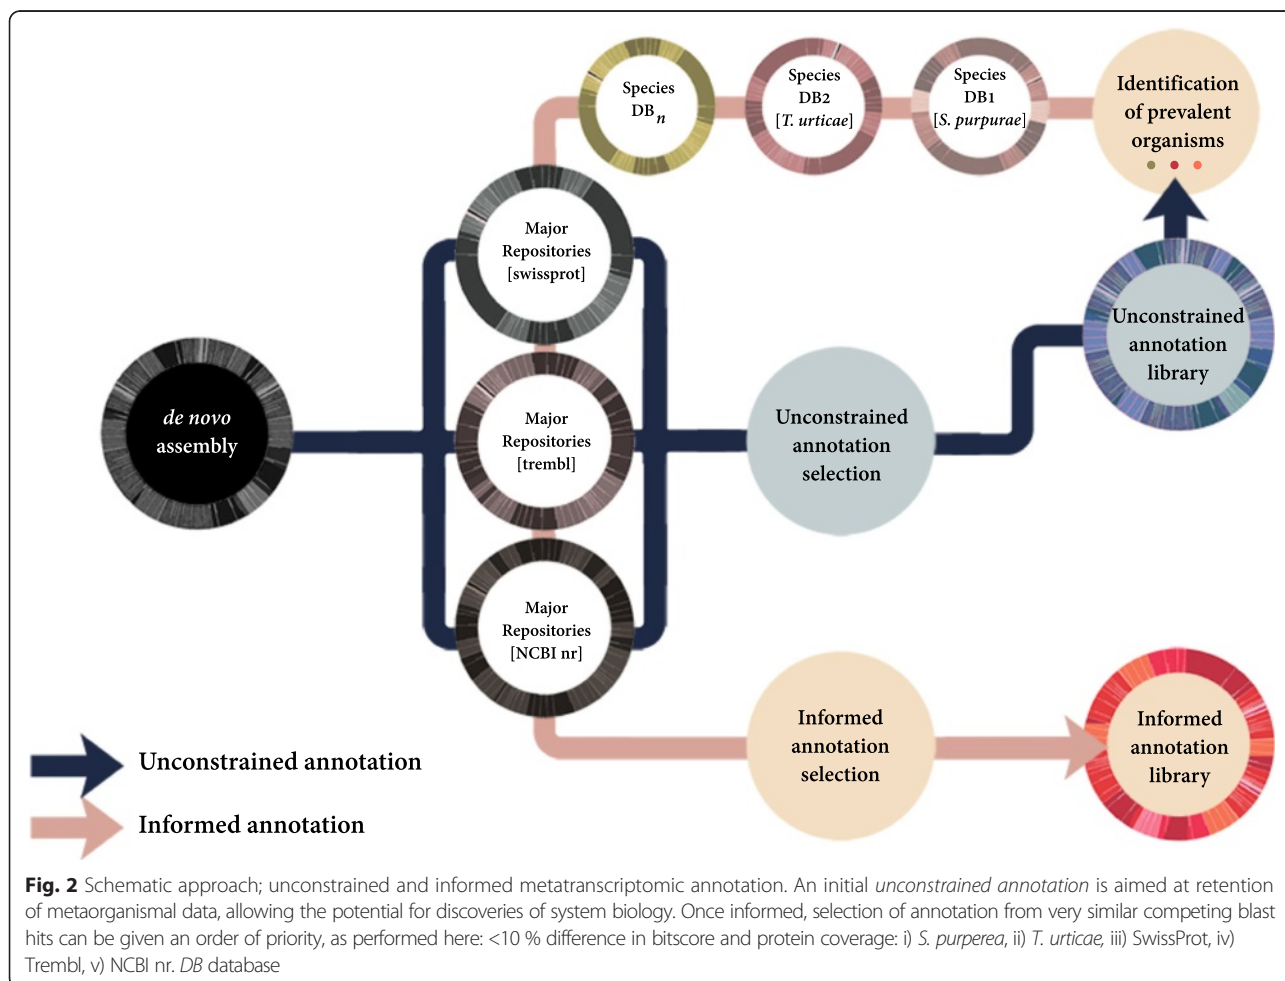 Species
DB n
Species
DB2
[T. urticae]
Species
DB1
[S. purpurae]
Identification
of prevalent
organisms
Major
Repositories
[swissprot]
Unconstrained
annotation
library
de novo
assembly
Major
Repositories
[trembl]
Unconstrained
annotation
selection
Major
Repositories
[NCBI nr]
Informed
annotation
selection
Informed
annotation
library
Unconstrained annotation
Informed annotation
Fig. 2 Schematic approach; unconstrained and informed metatranscriptomic annotation. An initial unconstrained annotation is aimed at retention
of metaorganismal data, allowing the potential for discoveries of system biology. Once informed, selection of annotation from very similar competing blast
hits can be given an order of priority, as performed here: <10 % difference in bitscore and protein coverage: i) S. purperea, ii) T. urticae, iii) SwissProt, iv)
Trembl, v) NCBI nr. DB database